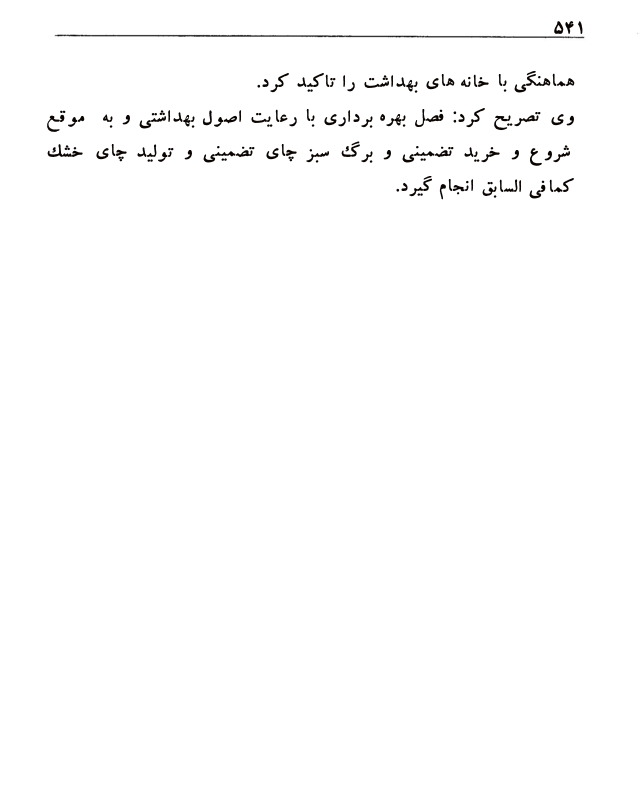 ۵۴۱
هماهنگی با خانه های بهداشت را تاکید کرد.
وی تصریح کرد: فصل بهره برداری با رعایت اصول بهداشتی و به موقع
شروع و خرید تضمینی و برگ سبز چای تضمینی و تولید چای خشك
کمافی السابق انجام گیرد.